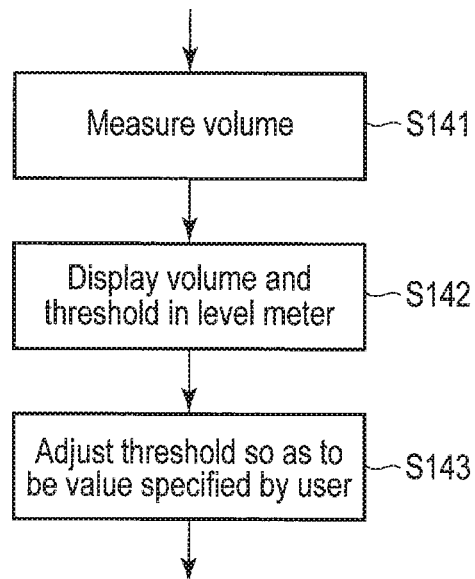 Measure volume
S141
Display volume and
threshold in level meter
S142
Adjust threshold so as to
be value specified by user
S143